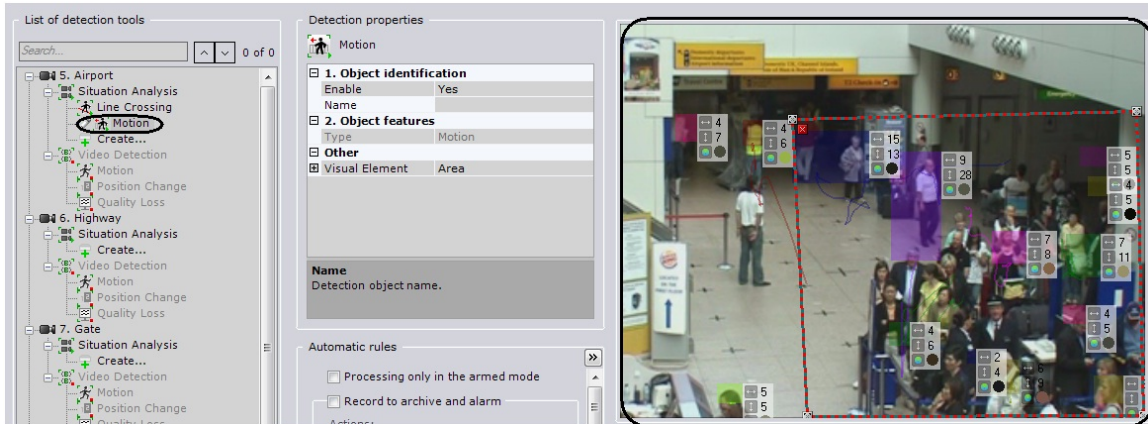 List of detection tools
Search...
0 of 0
5. Airport
Situation Analysis
Line Crossing
Motion
Create...
Video Detection
Motion
Position Change
Quality Loss
6. Highway
Situation Analysis
Create...
Video Detection
Motion
Position Change
Quality Loss
7. Gate
Situation Analysis
Create...
Video Detection
Motion
Position Change
Quality Loss
Detection properties
Motion
1. Object identification
Enable Yes
Name
2. Object features
Type Motion
Other
Visual Element Area
Name
Detection object name.
Automatic rules
Processing only in the armed mode
Record to archive and alarm
Actions:
4
7
4
6
15
13
9
28
5
5
4
5
7
8
7
11
4
6
2
4
6
9
4
5
5
5